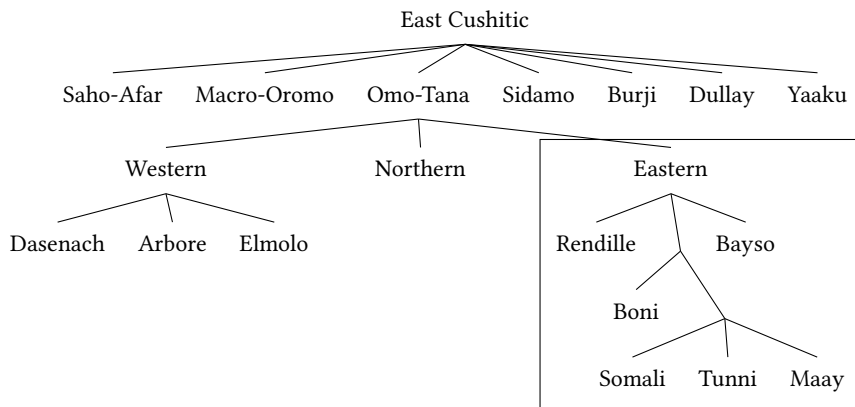 East Cushitic
Saho-Afar Macro-Oromo Omo-Tana Sidamo Burji Dullay Yaaku
Western Northern Eastern
Dasenach Arbore Elmolo Rendille Bayso
Boni
Somali Tunni Maay